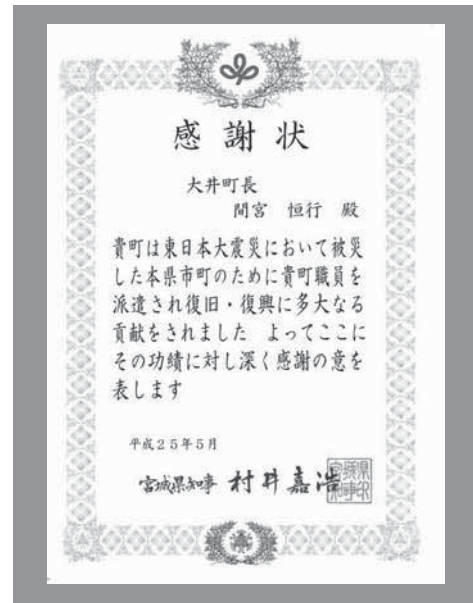 感謝状
大井町長
間宮 恒行 殿
貴町は東日本大震災において被災
した本県市町のために貴町職員を
派遣され復旧・復興に多大なる
貢献をされました よってここに
その功績に対し深く感謝の意を
表します
平成25年5月
宮城県知事 村井嘉浩